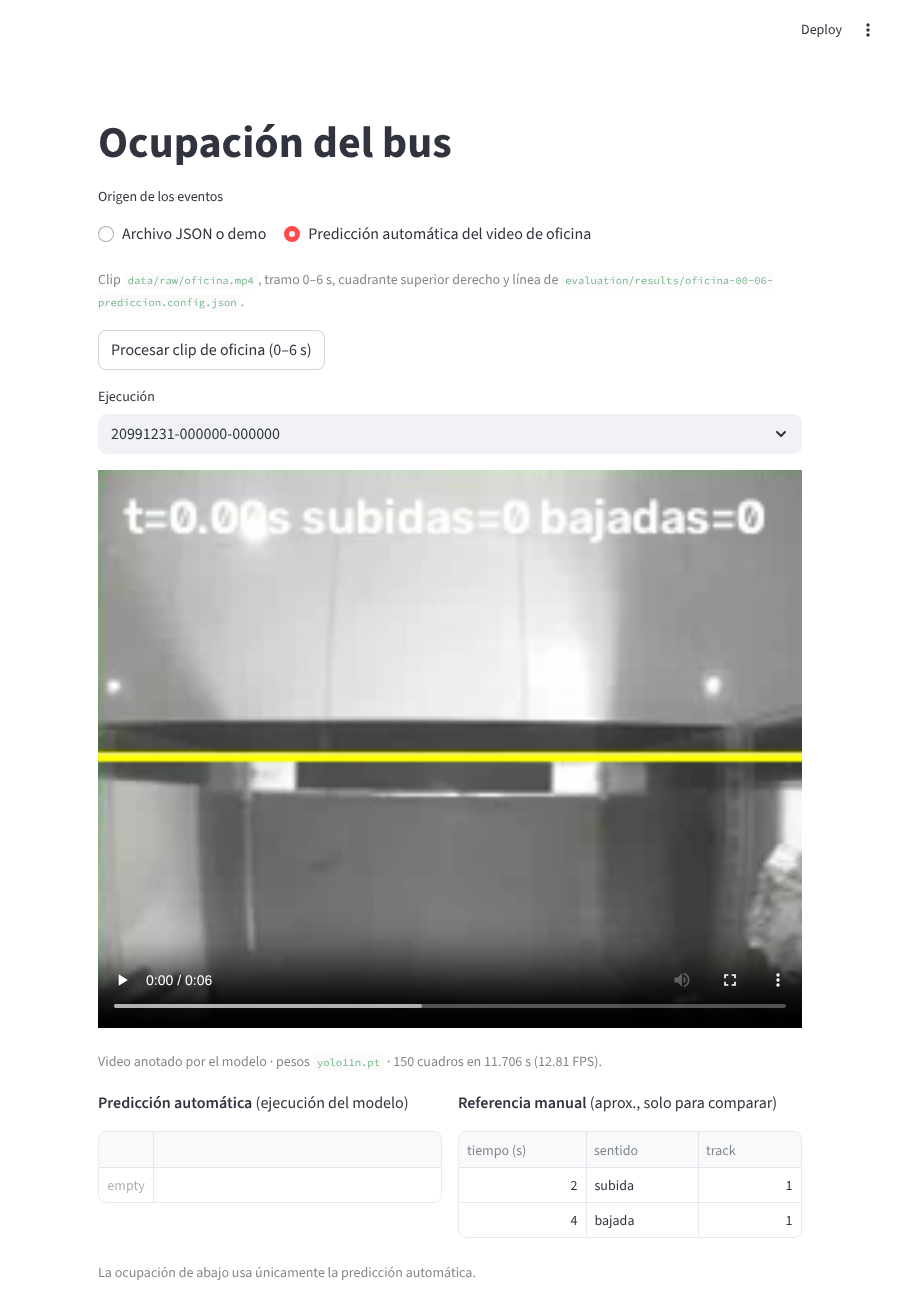 Deploy
Ocupación del bus
Origen de los eventos
Archivo JSON o demo
Predicción automática del video de oficina
Clip data/raw/oficina.mp4 , tramo 0–6 s, cuadrante superior derecho y línea de evaluation/results/oficina-00-06-
prediccion.config.json .
Procesar clip de oficina (0–6 s)
Ejecución
20991231-000000-000000
t=0.00s subidas=0 bajadas=0
0:00 / 0:06
Video anotado por el modelo · pesos yolo11n.pt · 150 cuadros en 11.706 s (12.81 FPS).
Predicción automática (ejecución del modelo)
empty
Referencia manual (aprox., solo para comparar)
tiempo (s) sentido track
2 subida 1
4 bajada 1
La ocupación de abajo usa únicamente la predicción automática.